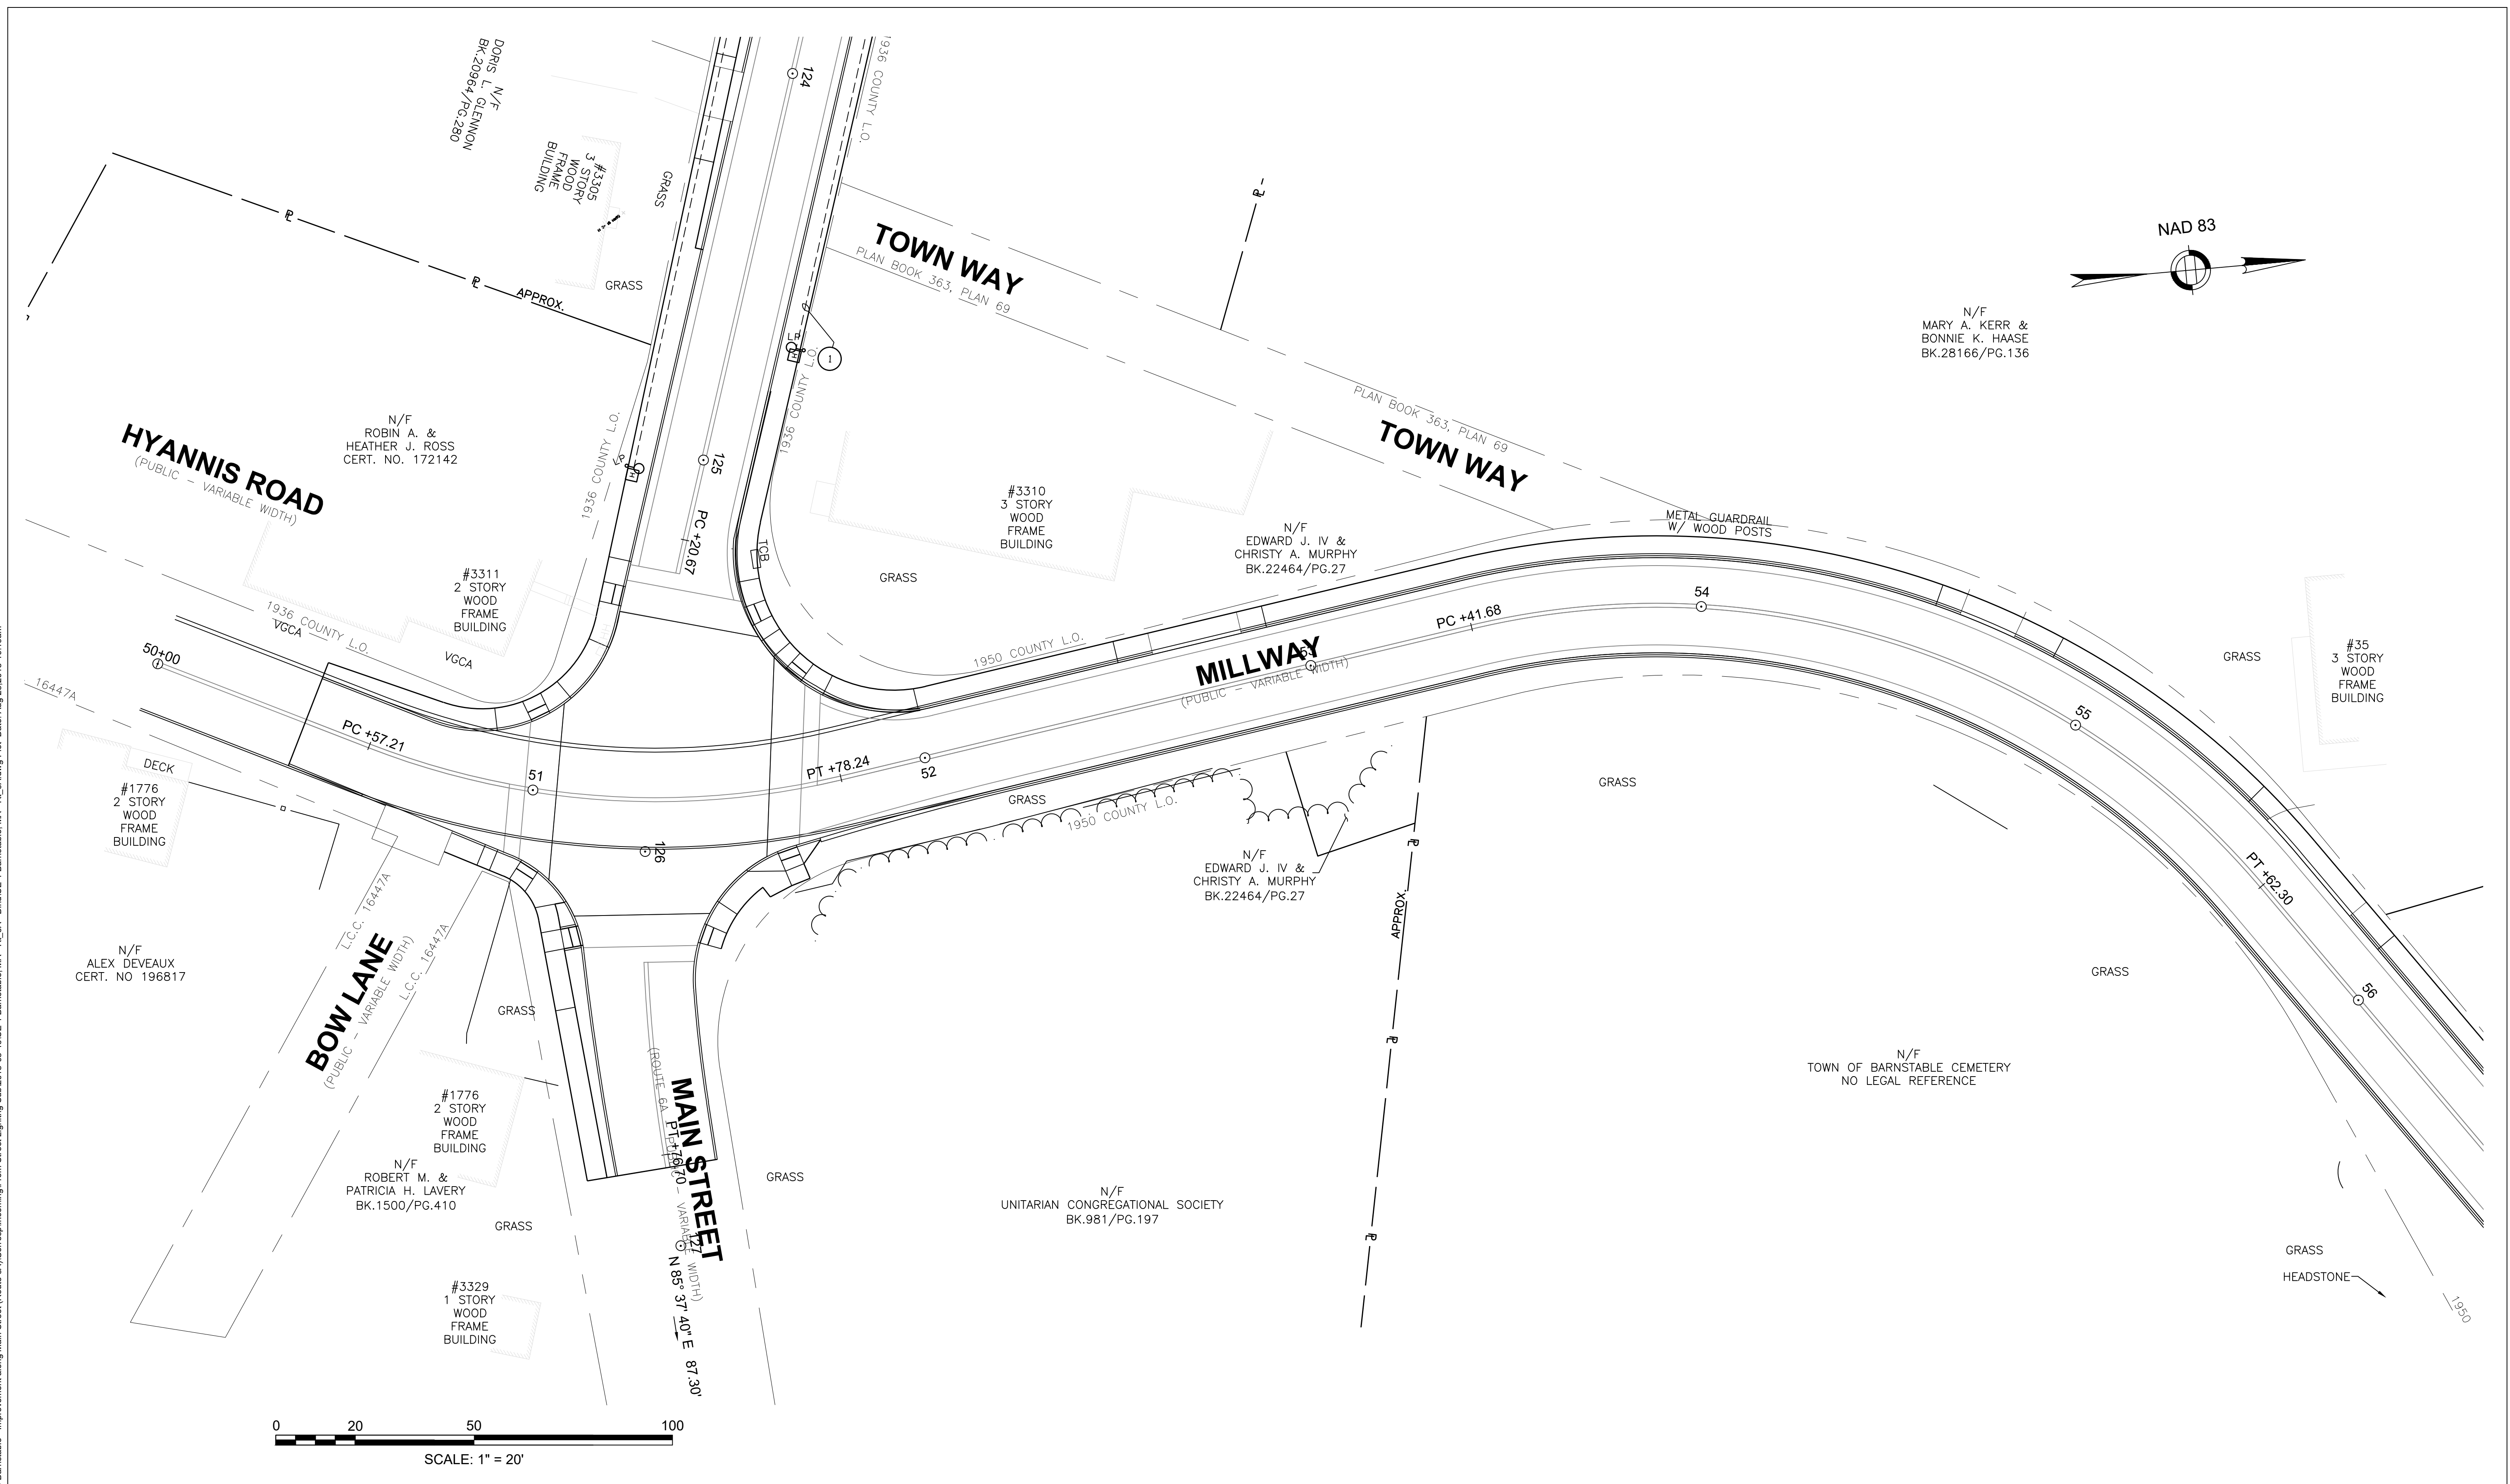 N/F
DORIS L. GLENNON
BK.20964/PG.280
#3305
3 STORY
WOOD
FRAME
BUILDING
GRASS
GRASS
124
1936 COUNTY L.O.
TOWN WAY
PLAN BOOK 363, PLAN 69
NAD 83
N/F
MARY A. KERR &
BONNIE K. HAASE
BK.28166/PG.136
APPROX.
LP
1
1936 COUNTY L.O.
HYANNIS ROAD
(PUBLIC - VARIABLE WIDTH)
N/F
ROBIN A. &
HEATHER J. ROSS
CERT. NO. 172142
1936 COUNTY L.O.
LP
125
PC +20.67
TCB
PLAN BOOK 363, PLAN 69
TOWN WAY
#3310
3 STORY
WOOD
FRAME
BUILDING
N/F
EDWARD J. IV &
CHRISTY A. MURPHY
BK.22464/PG.27
METAL GUARDRAIL
W/ WOOD POSTS
GRASS
#3311
2 STORY
WOOD
FRAME
BUILDING
1936 COUNTY L.O.
VGCA
VGCA
50+00
16447A
PC +57.21
51
PT +78.24
52
1950 COUNTY L.O.
MILLWAY
(PUBLIC - VARIABLE WIDTH)
53
PC +41.68
54
55
GRASS
#35
3 STORY
WOOD
FRAME
BUILDING
DECK
#1776
2 STORY
WOOD
FRAME
BUILDING
126
GRASS
1950 COUNTY L.O.
GRASS
N/F
EDWARD J. IV &
CHRISTY A. MURPHY
BK.22464/PG.27
APPROX.
PT +62.30
56
N/F
ALEX DEVEAUX
CERT. NO 196817
L.C.C. 16447A
BOW LANE
(PUBLIC - VARIABLE WIDTH)
L.C.C. 16447A
GRASS
GRASS
N/F
TOWN OF BARNSTABLE CEMETERY
NO LEGAL REFERENCE
#1776
2 STORY
WOOD
FRAME
BUILDING
N/F
ROBERT M. &
PATRICIA H. LAVERY
BK.1500/PG.410
GRASS
MAIN STREET
(ROUTE 6A PUBLIC - VARIABLE WIDTH)
PT +76.70
127
N 85° 37' 40" E 87.30'
GRASS
N/F
UNITARIAN CONGREGATIONAL SOCIETY
BK.981/PG.197
GRASS
HEADSTONE
1950
#3329
1 STORY
WOOD
FRAME
BUILDING
0 20 50 100
SCALE: 1" = 20'